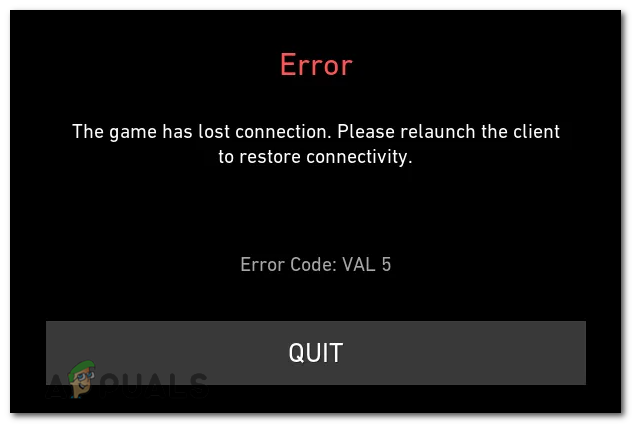 Error
The game has lost connection. Please relaunch the client
to restore connectivity.
Error Code: VAL 5
QUIT